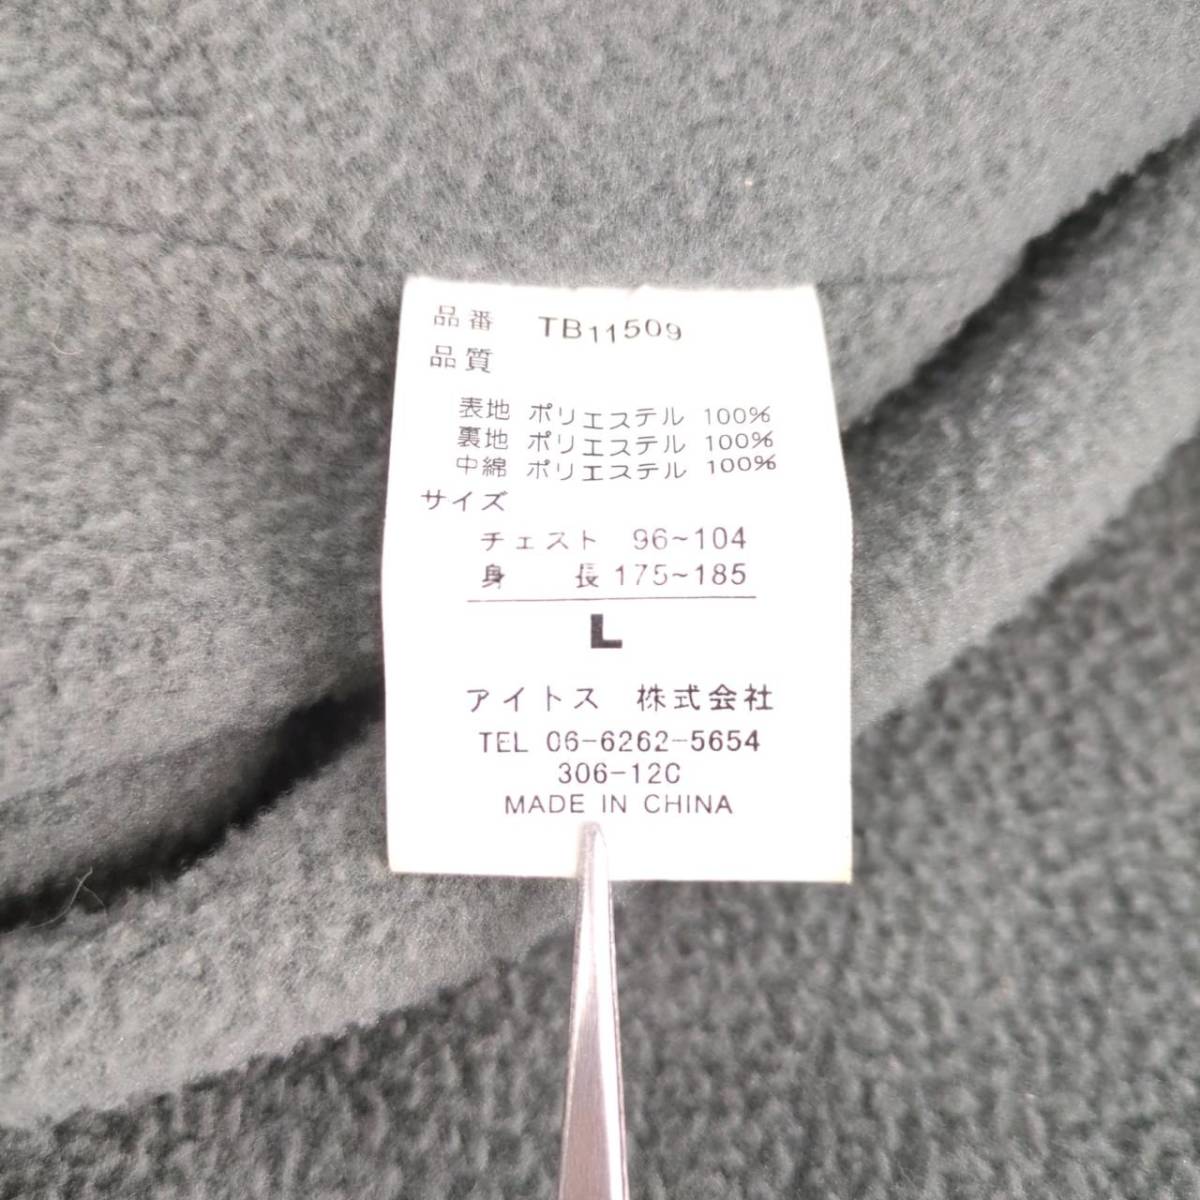 品番 TB11509
品質
表地 ポリエステル 100%
裏地 ポリエステル 100%
中綿 ポリエステル 100%
サイズ
チェスト 96~104
身 長 175~185
L
アイトス 株式会社
TEL 06-6262-5654
306-12C
MADE IN CHINA